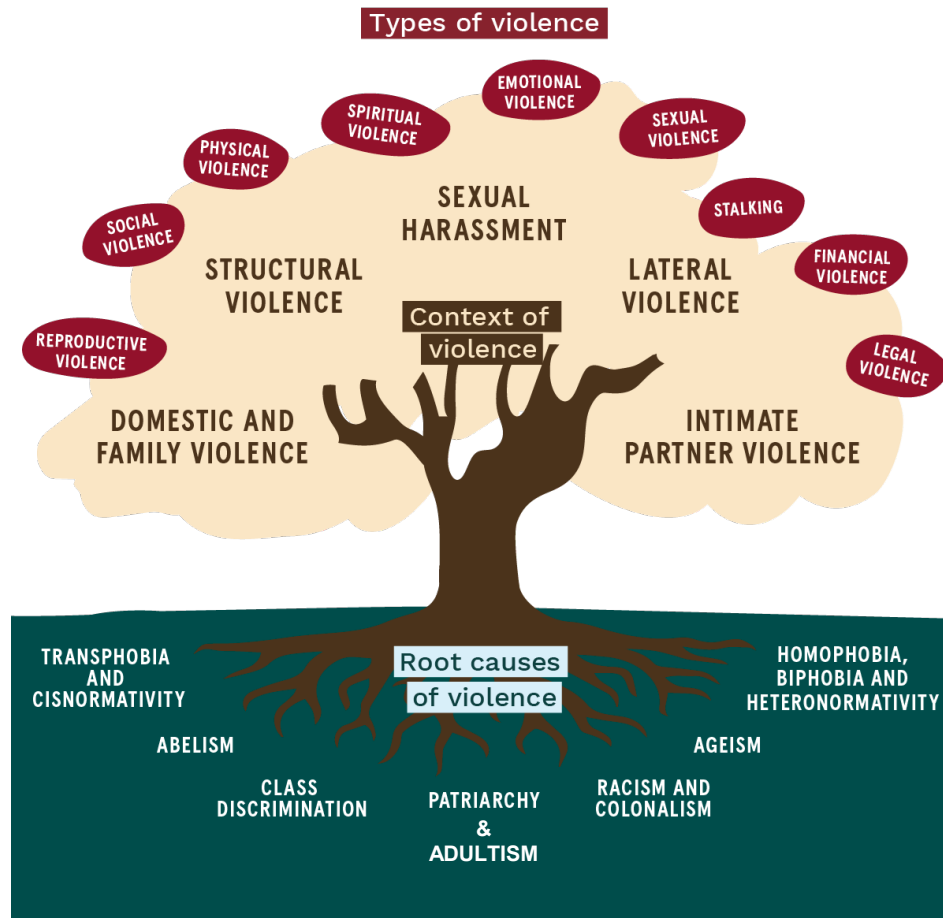 Types of violence
EMOTIONAL
VIOLENCE
SPIRITUAL
VIOLENCE
SEXUAL
VIOLENCE
PHYSICAL
VIOLENCE
STALKING
SOCIAL
VIOLENCE
FINANCIAL
VIOLENCE
REPRODUCTIVE
VIOLENCE
LEGAL
VIOLENCE
SEXUAL
HARASSMENT
STRUCTURAL
VIOLENCE
LATERAL
VIOLENCE
Context of
violence
DOMESTIC AND
FAMILY VIOLENCE
INTIMATE
PARTNER VIOLENCE
Root causes
of violence
TRANSPHOBIA
AND
CISNORMATIVITY
HOMOPHOBIA,
BIPHOBIA AND
HETERONORMATIVITY
ABELISM
AGEISM
CLASS
DISCRIMINATION
PATRIARCHY
&
ADULTISM
RACISM AND
COLONALISM